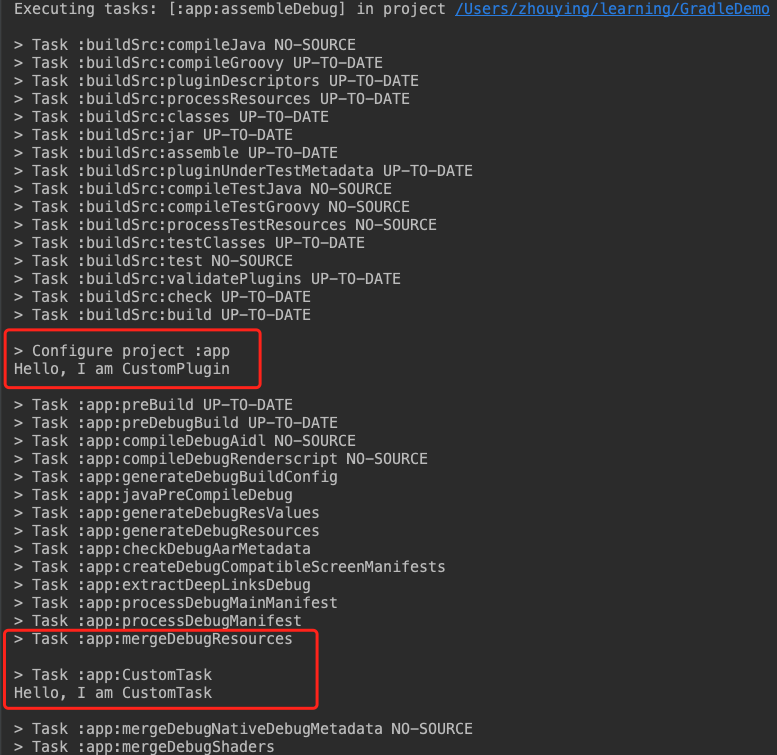 Executing tasks: [:app:assembleDebug] in project /Users/zhouying/learning/GradleDemo
> Task :buildSrc:compileJava NO-SOURCE
> Task :buildSrc:compileGroovy UP-TO-DATE
> Task :buildSrc:pluginDescriptors UP-TO-DATE
> Task :buildSrc:processResources UP-TO-DATE
> Task :buildSrc:classes UP-TO-DATE
> Task :buildSrc:jar UP-TO-DATE
> Task :buildSrc:assemble UP-TO-DATE
> Task :buildSrc:pluginUnderTestMetadata UP-TO-DATE
> Task :buildSrc:compileTestJava NO-SOURCE
> Task :buildSrc:compileTestGroovy NO-SOURCE
> Task :buildSrc:processTestResources NO-SOURCE
> Task :buildSrc:testClasses UP-TO-DATE
> Task :buildSrc:test NO-SOURCE
> Task :buildSrc:validatePlugins UP-TO-DATE
> Task :buildSrc:check UP-TO-DATE
> Task :buildSrc:build UP-TO-DATE
> Configure project :app
Hello, I am CustomPlugin
> Task :app:preBuild UP-TO-DATE
> Task :app:preDebugBuild UP-TO-DATE
> Task :app:compileDebugAidl NO-SOURCE
> Task :app:compileDebugRenderscript NO-SOURCE
> Task :app:generateDebugBuildConfig
> Task :app:javaPreCompileDebug
> Task :app:generateDebugResValues
> Task :app:generateDebugResources
> Task :app:checkDebugAarMetadata
> Task :app:createDebugCompatibleScreenManifests
> Task :app:extractDeepLinksDebug
> Task :app:processDebugMainManifest
> Task :app:processDebugManifest
> Task :app:mergeDebugResources
> Task :app:CustomTask
Hello, I am CustomTask
> Task :app:mergeDebugNativeDebugMetadata NO-SOURCE
> Task :app:mergeDebugShaders